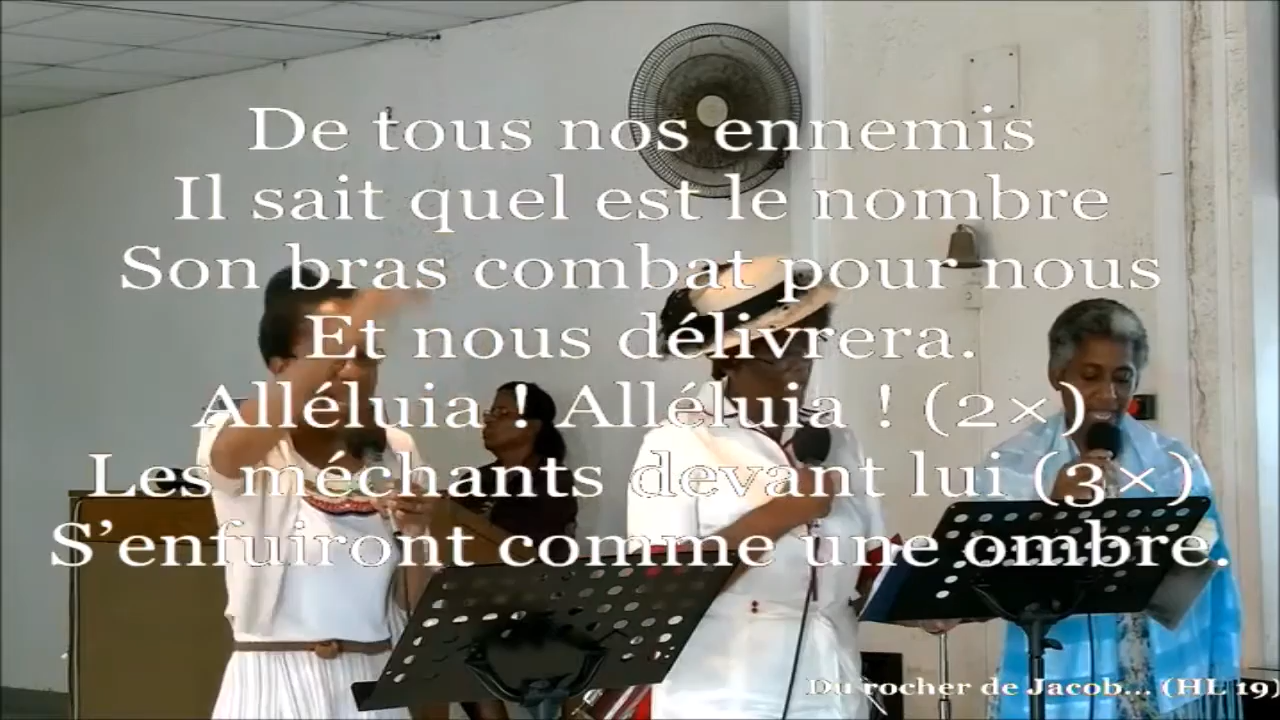 De tous nos ennemis
Il sait quel est le nombre
Son bras combat pour nous
Et nous délivrera.
Alléluia ! Alléluia ! (2×)
Les méchants devant lui (3×)
S’enfuiront comme une ombre.
Du rocher de Jacob... (HL 19)